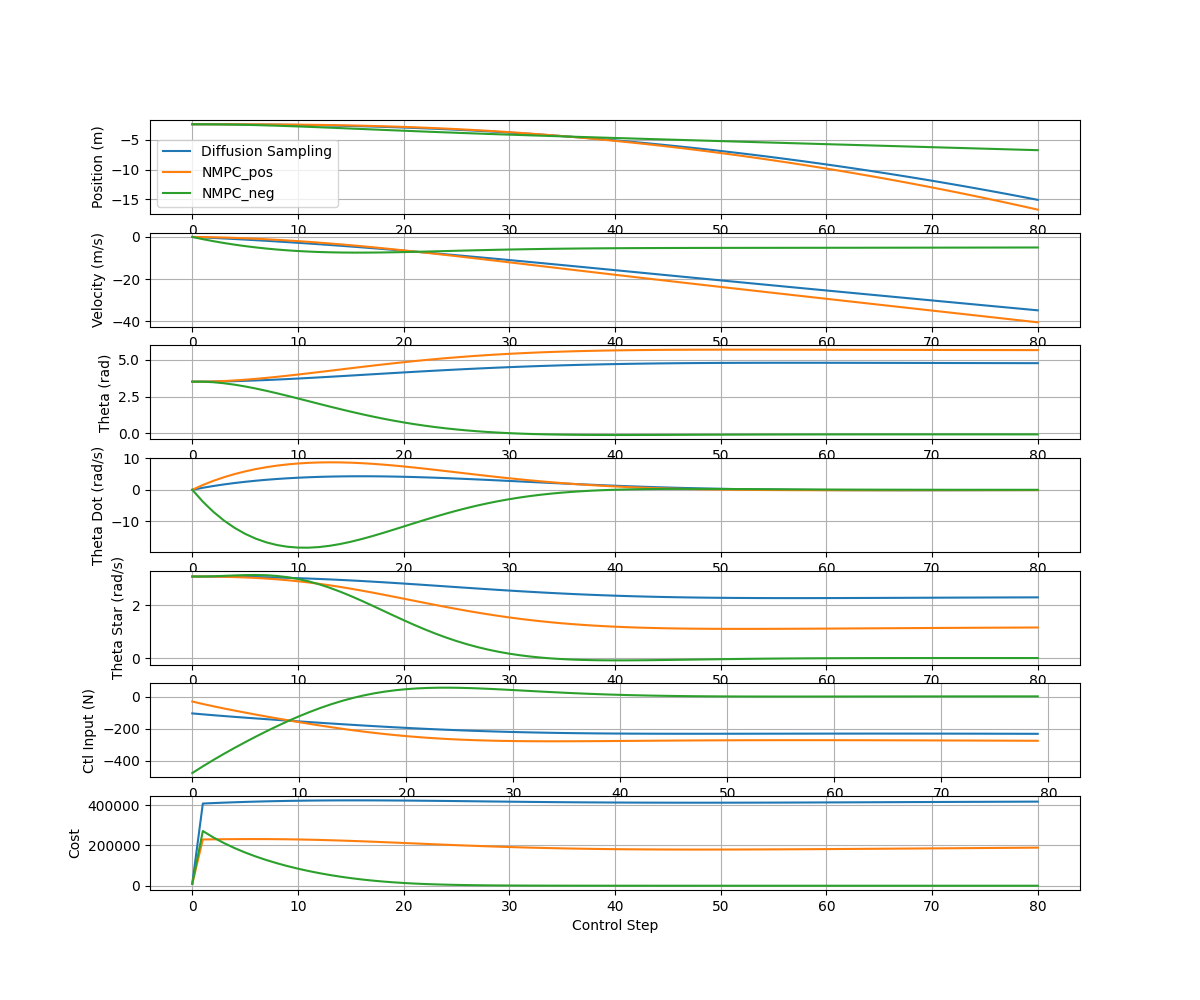 Position (m)
−5
−10
−15
Diffusion Sampling
NMPC_pos
NMPC_neg
0 10 20 30 40 50 60 70 80
Velocity (m/s)
0
−20
−40
0 10 20 30 40 50 60 70 80
Theta (rad)
5.0
2.5
0.0
0 10 20 30 40 50 60 70 80
Theta Dot (rad/s)
10
0
−10
0 10 20 30 40 50 60 70 80
Theta Star (rad/s)
2
0
0 10 20 30 40 50 60 70 80
Ctl Input (N)
0
−200
−400
0 10 20 30 40 50 60 70 80
Cost
400000
200000
0
0 10 20 30 40 50 60 70 80
Control Step